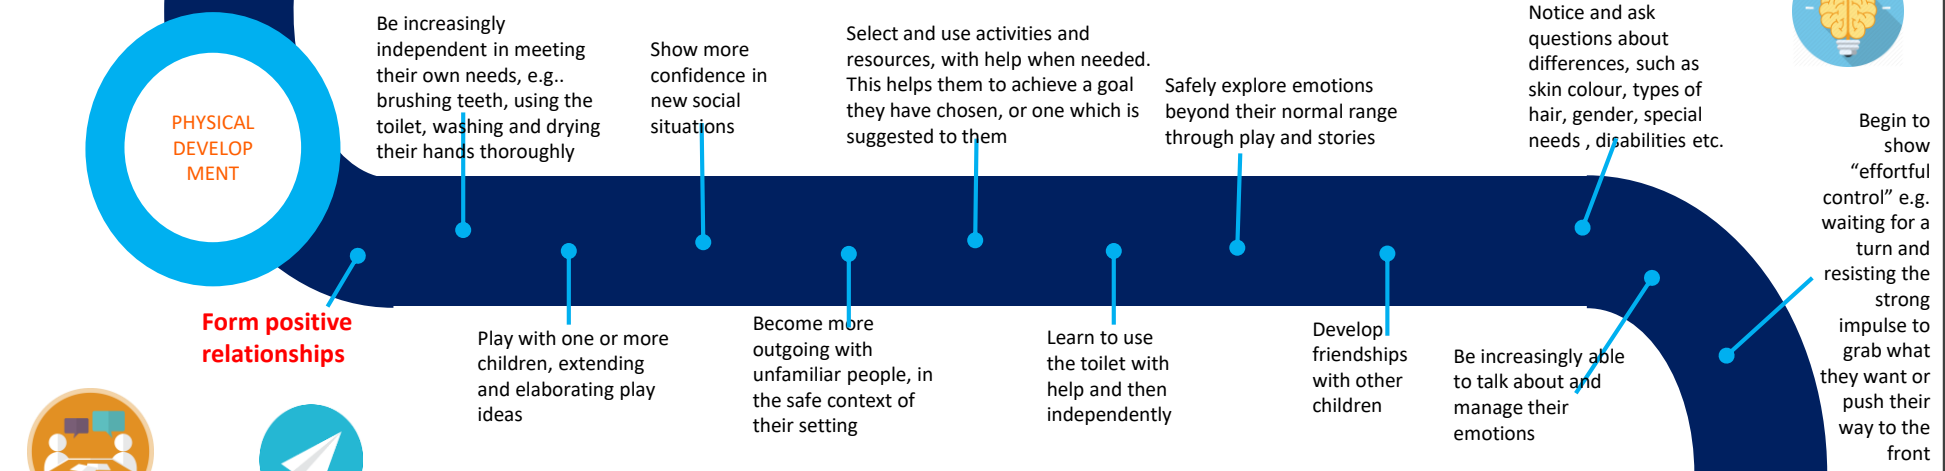 PHYSICAL
DEVELOP
MENT
Form positive
relationships
Be increasingly
independent in meeting
their own needs, e.g..
brushing teeth, using the
toilet, washing and drying
their hands thoroughly
Play with one or more
children, extending
and elaborating play
ideas
Show more
confidence in
new social
situations
Become more
outgoing with
unfamiliar people, in
the safe context of
their setting
Select and use activities and
resources, with help when needed.
This helps them to achieve a goal
they have chosen, or one which is
suggested to them
Learn to use
the toilet with
help and then
independently
Safely explore emotions
beyond their normal range
through play and stories
Develop
friendships
with other
children
Notice and ask
questions about
differences, such as
skin colour, types of
hair, gender, special
needs , disabilities etc.
Be increasingly able
to talk about and
manage their
emotions
Begin to
show
“effortful
control” e.g.
waiting for a
turn and
resisting the
strong
impulse to
grab what
they want or
push their
way to the
front